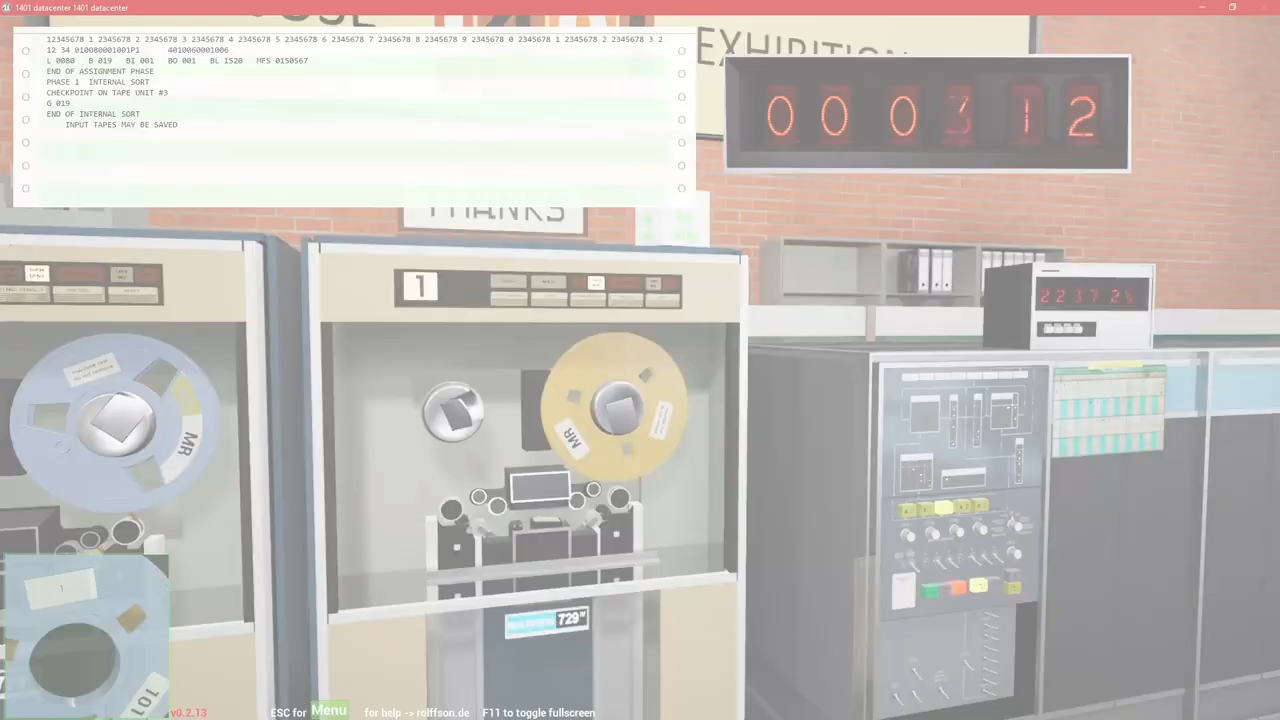 1401 datacenter 1401 datacenter
12345678 1 2345678 2 2345678 3 2345678 4 2345678 5 2345678 6 2345678 7 2345678 8 2345678 9 2345678 0 2345678 1 2345678 2 2345678 3 2
12 34 010080001001P1 4010060001006
L 0080 B 019 BI 001 BO 001 BL 1520 MFS 0150567
END OF ASSIGNMENT PHASE
PHASE 1 INTERNAL SORT
CHECKPOINT ON TAPE UNIT #3
G 019
END OF INTERNAL SORT
INPUT TAPES MAY BE SAVED
EXHIBITION
000312
THANKS
1
MR
MR
729
1
101
v0.2.13
ESC for Menu for help -> rolffson.de F11 to toggle fullscreen